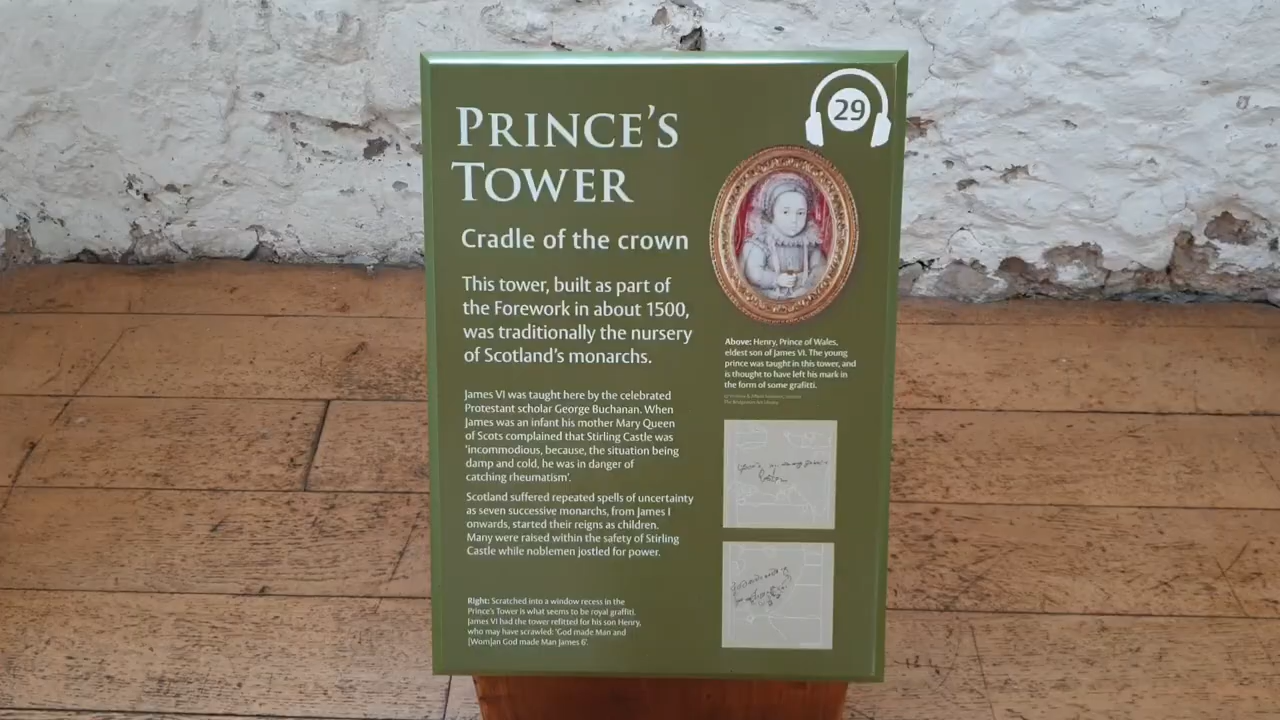 29
PRINCE'S
TOWER
Cradle of the crown
This tower, built as part of
the Forework in about 1500,
was traditionally the nursery
of Scotland's monarchs.
James VI was taught here by the celebrated
Protestant scholar George Buchanan. When
James was an infant his mother Mary Queen
of Scots complained that Stirling Castle was
'incommodious, because, the situation being
damp and cold, he was in danger of
catching rheumatism'.
Scotland suffered repeated spells of uncertainty
as seven successive monarchs, from James I
onwards, started their reigns as children.
Many were raised within the safety of Stirling
Castle while noblemen jostled for power.
Right: Scratched into a window recess in the
Prince's Tower is what seems to be royal graffiti.
James VI had the tower refitted for his son Henry,
who may have scrawled: 'God made Man and
[Wom]an God made Man James 6'.
Above: Henry, Prince of Wales,
eldest son of James VI. The young
prince was taught in this tower, and
is thought to have left his mark in
the form of some grafitti.